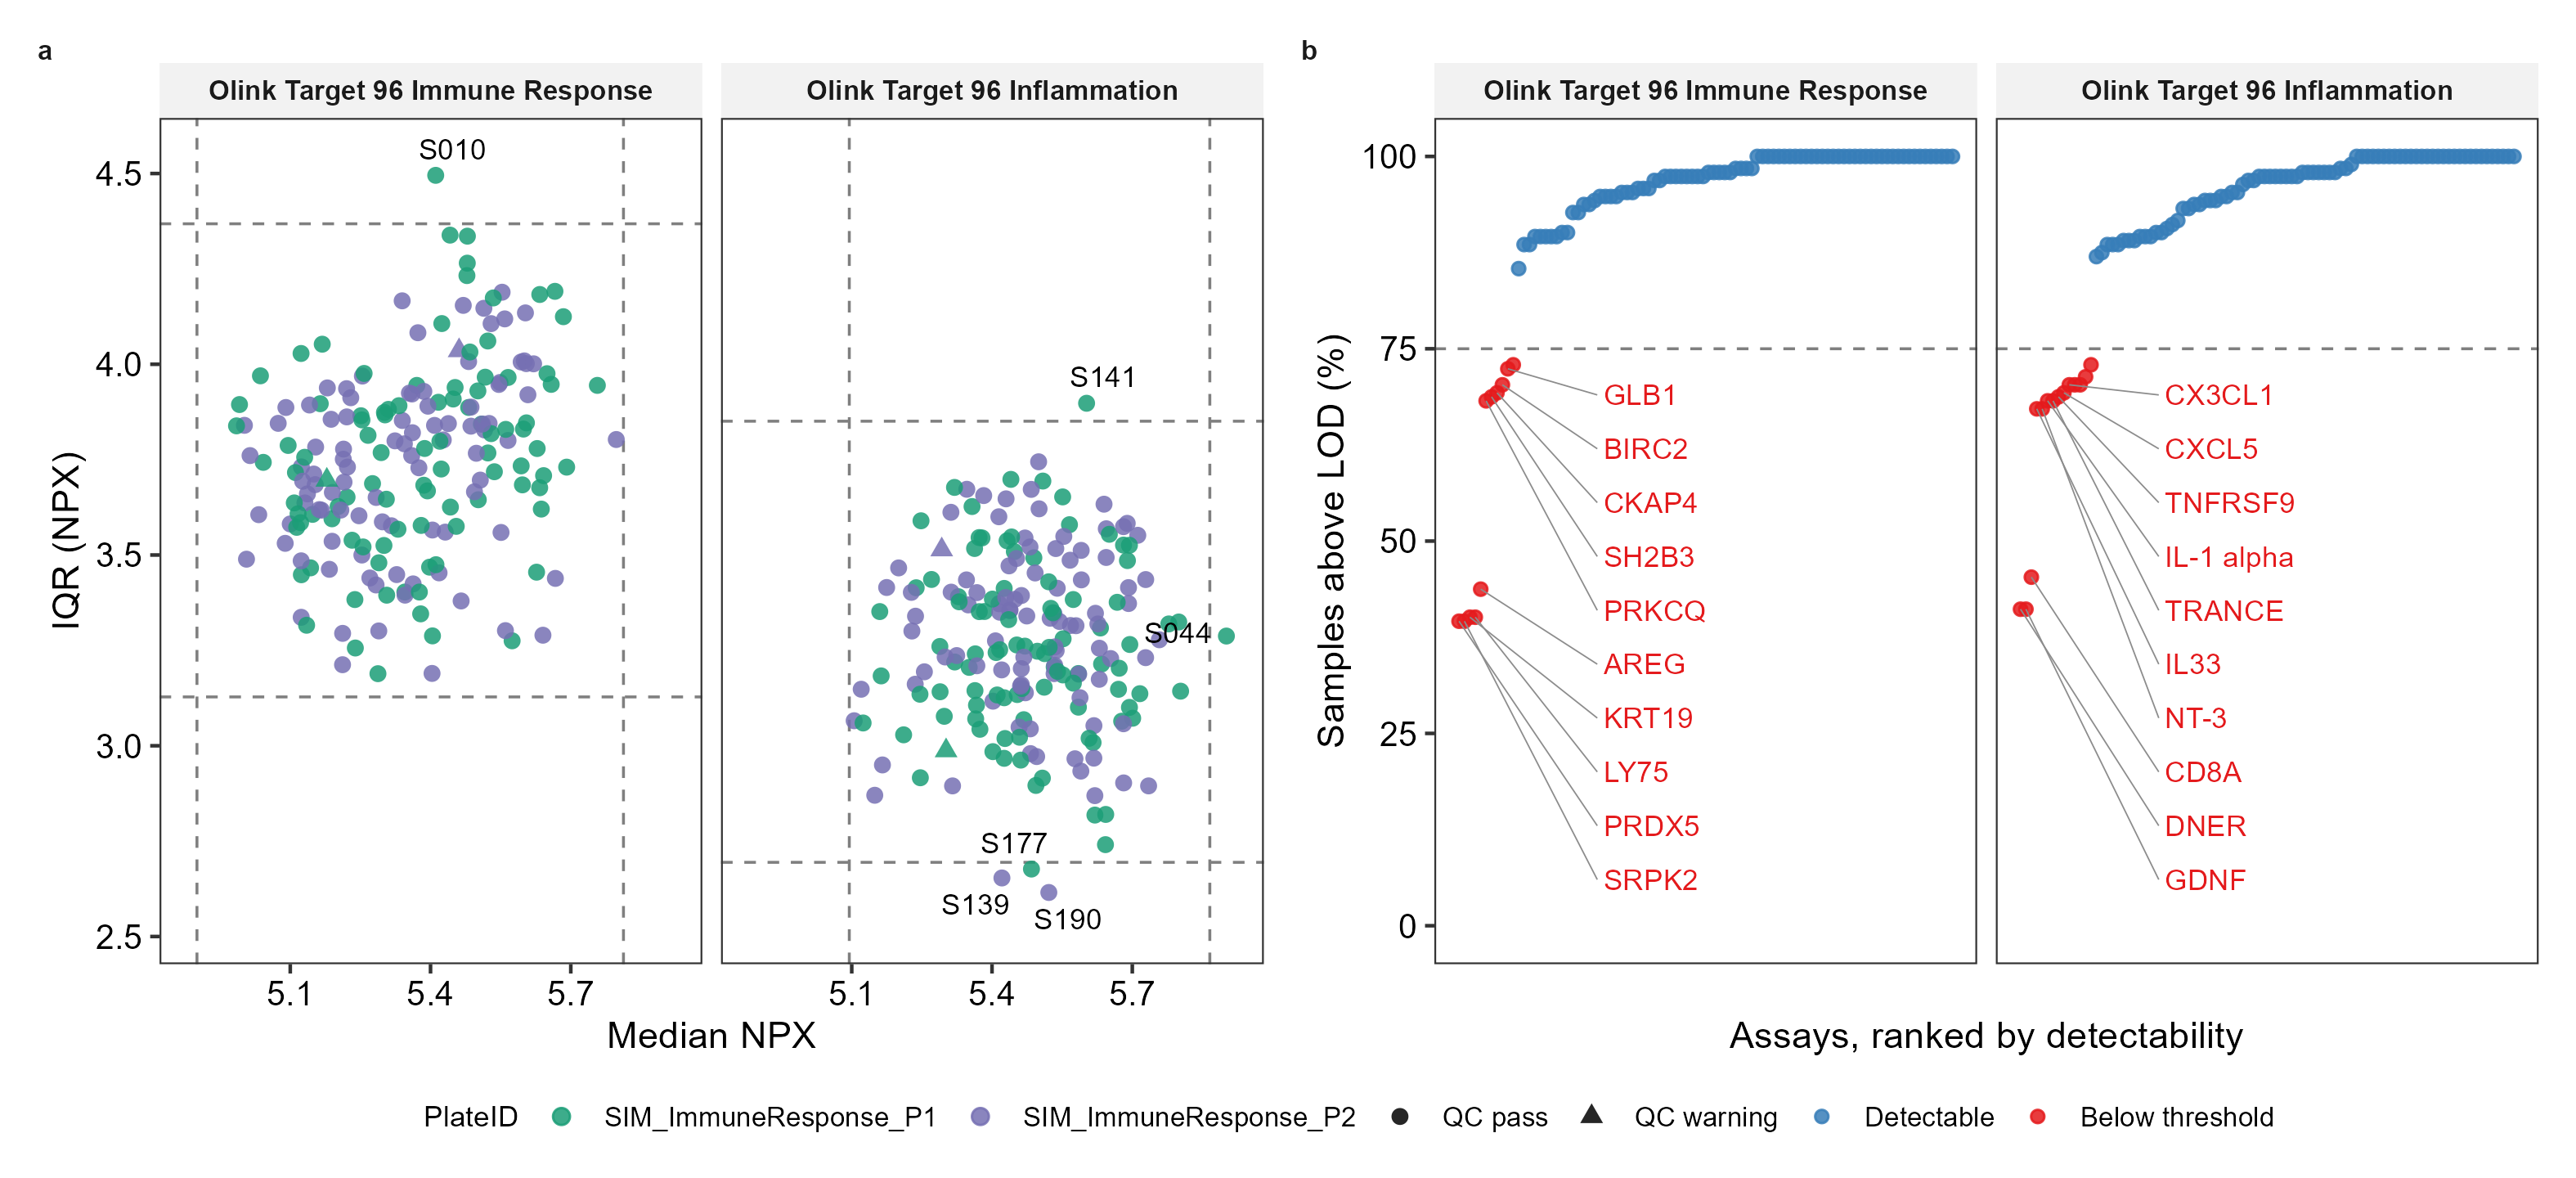 a
Olink Target 96 Immune Response
Olink Target 96 Inflammation
IQR (NPX)
4.5
4.0
3.5
3.0
2.5
S010
S141
S044
S177
S139
S190
5.1
5.4
5.7
5.1
5.4
5.7
Median NPX
b
Olink Target 96 Immune Response
Olink Target 96 Inflammation
Samples above LOD (%)
100
75
50
25
0
GLB1
BIRC2
CKAP4
SH2B3
PRKCQ
AREG
KRT19
LY75
PRDX5
SRPK2
CX3CL1
CXCL5
TNFRSF9
IL-1 alpha
TRANCE
IL33
NT-3
CD8A
DNER
GDNF
Assays, ranked by detectability
PlateID SIM_ImmuneResponse_P1 SIM_ImmuneResponse_P2 QC pass QC warning Detectable Below threshold